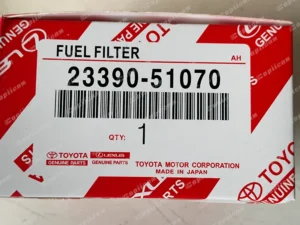 FUEL FILTER
AH
23390-51070
QTY:
1
TOYOTA
GENUINE PARTS
LEXUS
GENUINE PARTS
TOYOTA MOTOR CORPORATION
MADE IN JAPAN